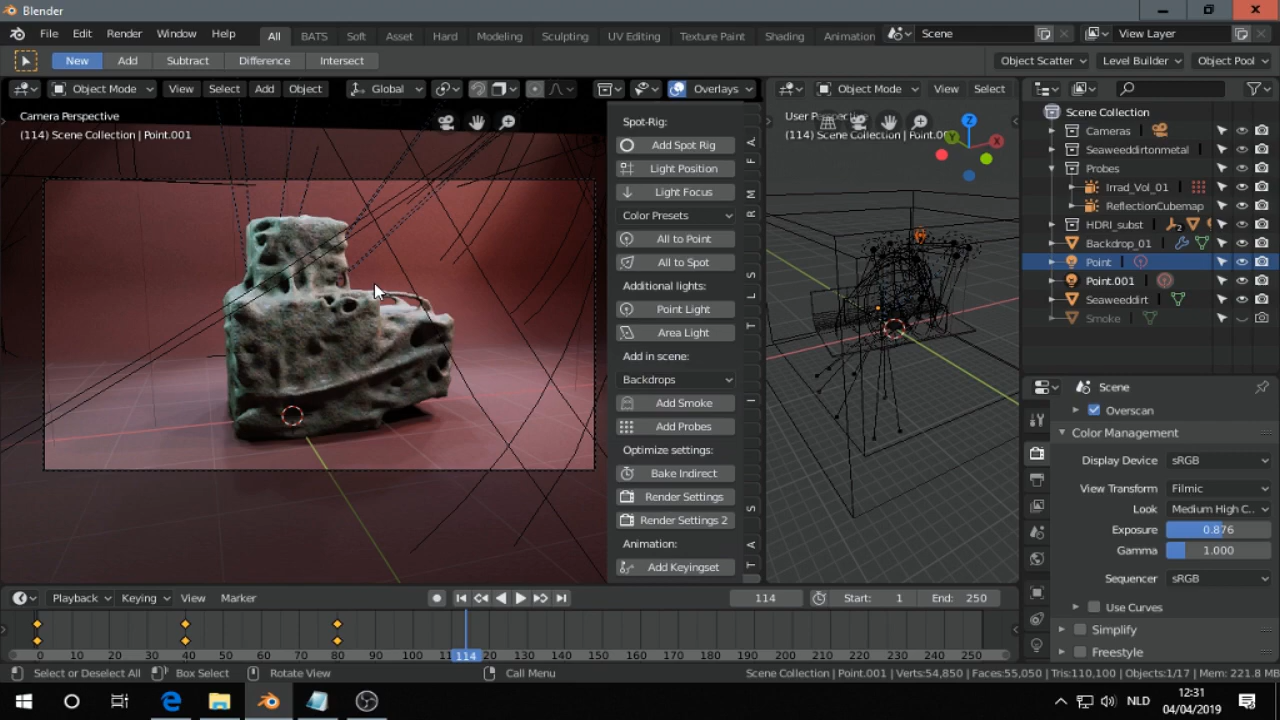 Blender
File Edit Render Window Help All BATS Soft Asset Hard Modeling Sculpting UV Editing Texture Paint Shading Animation Scene View Layer
New Add Subtract Difference Intersect Object Scatter Level Builder Object Pool
Object Mode View Select Add Object Global Overlays Object Mode View Select
Camera Perspective
(114) Scene Collection | Point.001
User Perspective
(114) Scene Collection | Point.00
Spot-Rig:
Add Spot Rig
Light Position
Light Focus
Color Presets
All to Point
All to Spot
Additional lights:
Point Light
Area Light
Add in scene:
Backdrops
Add Smoke
Add Probes
Optimize settings:
Bake Indirect
Render Settings
Render Settings 2
Animation:
Add Keyingset
A
F
M
R
S
L
T
I
S
A
T
Z
X
Y
Scene Collection
Cameras
Seaweeddirtonmetal
Probes
Irrad_Vol_01
ReflectionCubemap
HDRI_subst 2
Backdrop_01
Point
Point.001
Seaweeddirt
Smoke
Scene
Overscan
Color Management
Display Device sRGB
View Transform Filmic
Look Medium High C..
Exposure 0.876
Gamma 1.000
Sequencer sRGB
Use Curves
Simplify
Freestyle
Playback Keying View Marker 114 Start: 1 End: 250
0 10 20 30 40 50 60 70 80 90 100 11 114 20 130 140 150 160 170 180 190 200 210 220 230 240 250
Select or Deselect All Box Select Rotate View Call Menu Scene Collection | Point.001 | Verts:54,850 | Faces:55,050 | Tris:110,100 | Objects:1/17 | Mem: 221.8 MB
NLD 12:31
04/04/2019